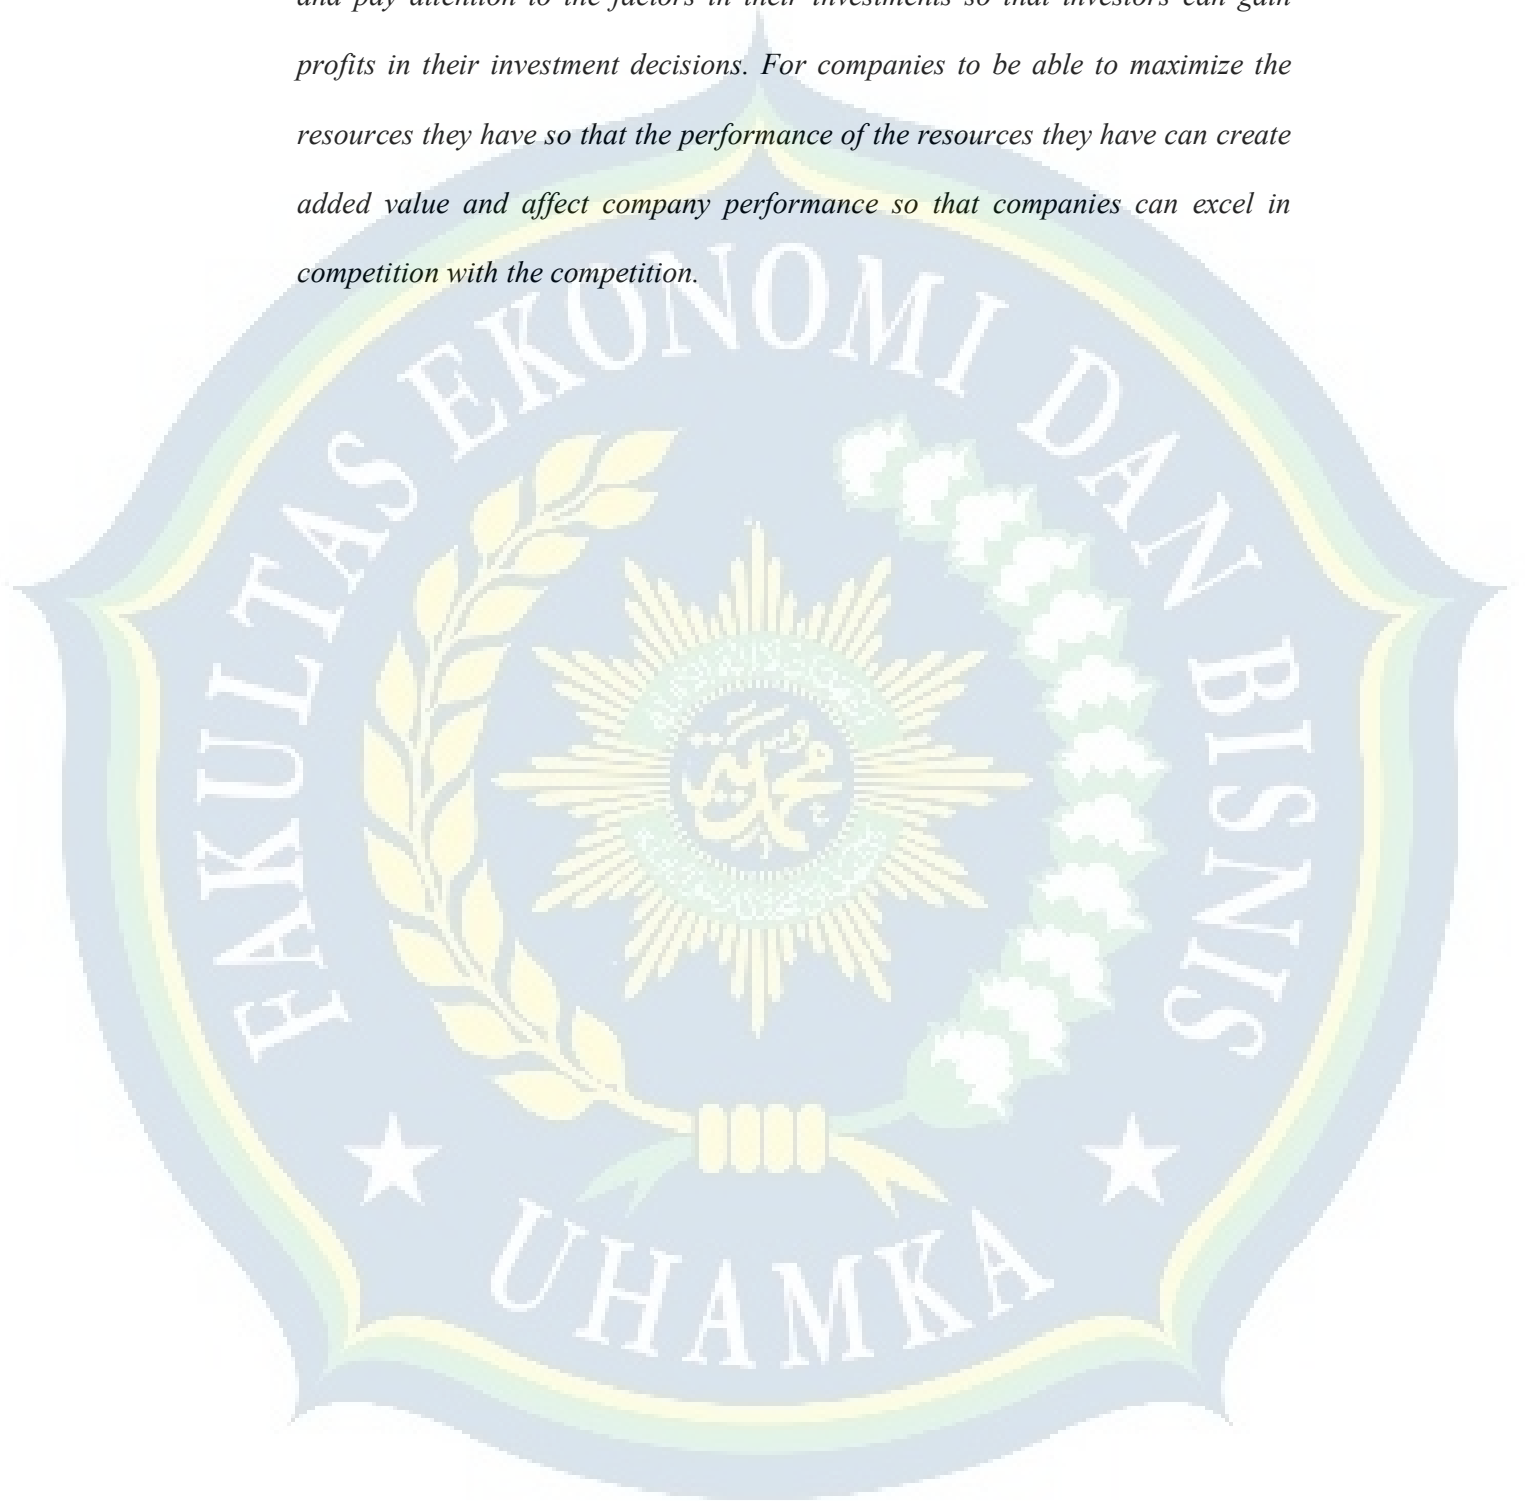 and pay attention to the factors in their investments so that investors can gain
profits in their investment decisions. For companies to be able to maximize the
resources they have so that the performance of the resources they have can create
added value and affect company performance so that companies can excel in
competition with the competition.
FAKULTAS EKONOMI DAN BISNIS
محمدية
UHAMKA